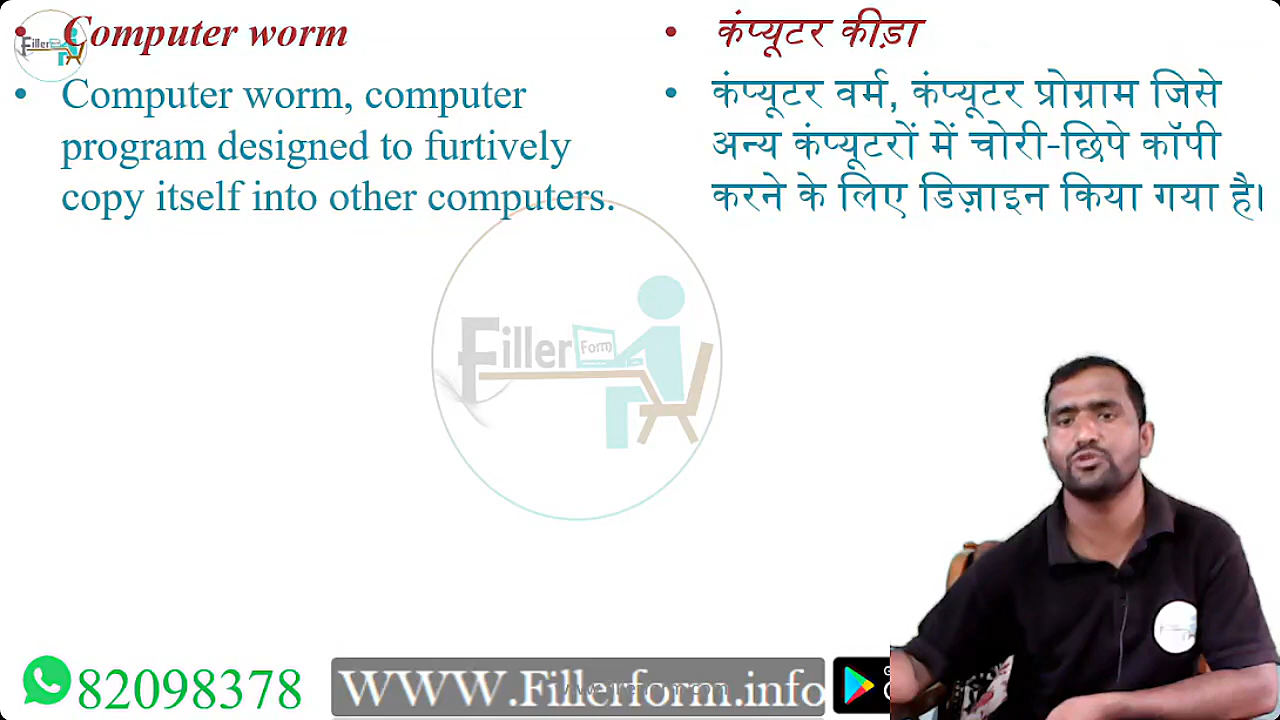 Computer worm
Computer worm, computer
program designed to furtively
copy itself into other computers.
कंप्यूटर कीड़ा
कंप्यूटर वर्म, कंप्यूटर प्रोग्राम जिसे
अन्य कंप्यूटरों में चोरी-छिपे कॉपी
करने के लिए डिज़ाइन किया गया है।
Filler Form
82098378
WWW.Fillerform.info